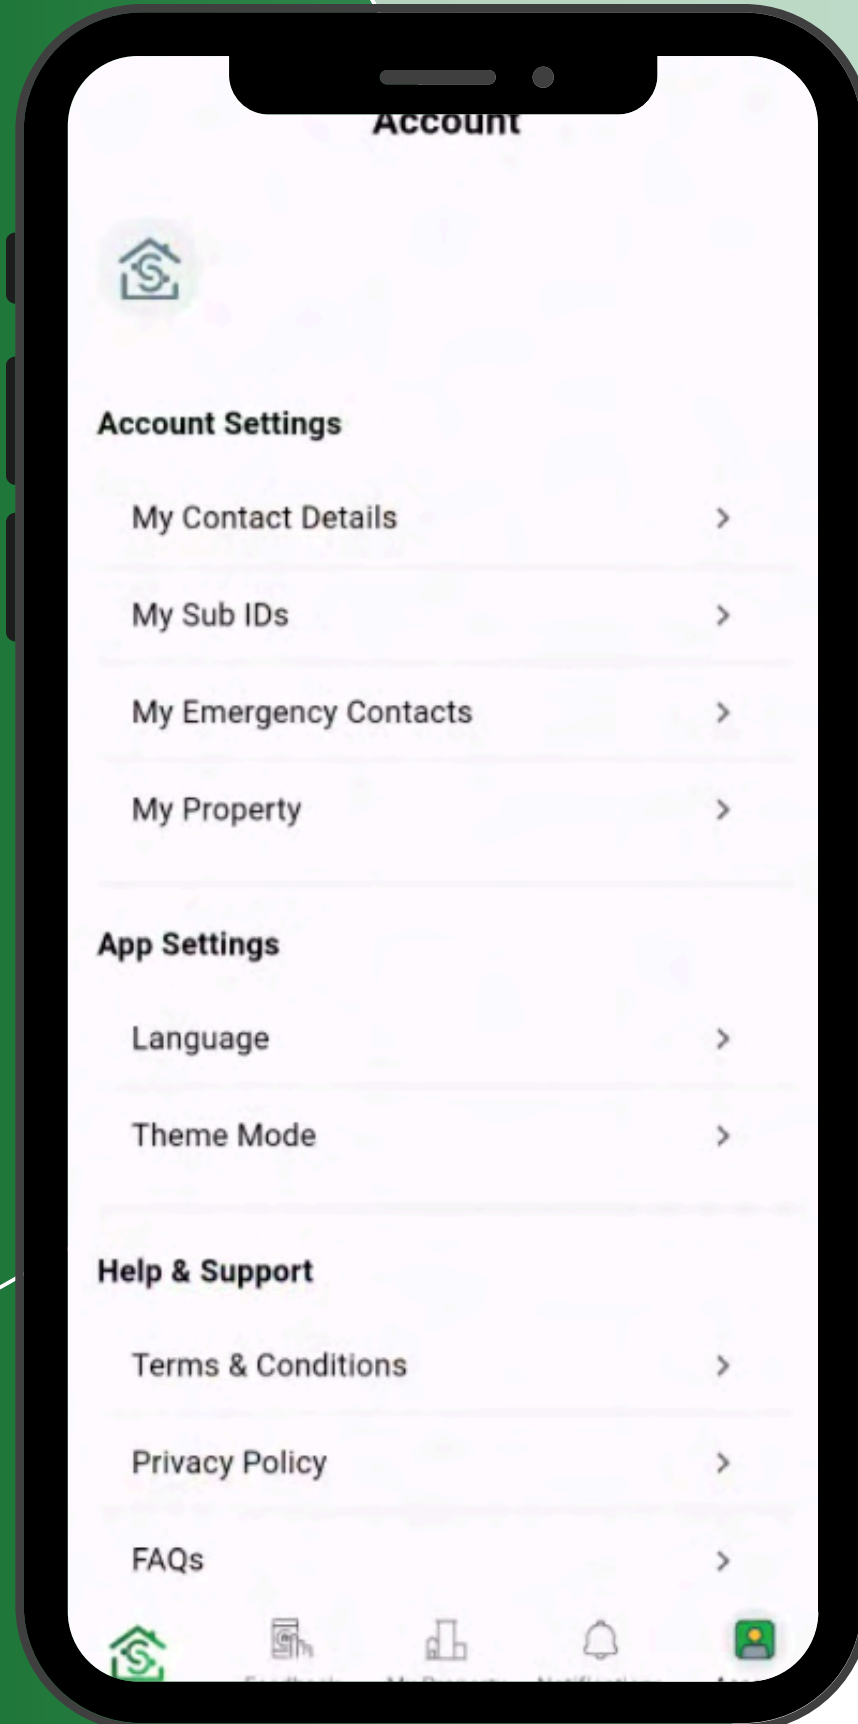 Account
Account Settings
My Contact Details
My Sub IDs
My Emergency Contacts
My Property
App Settings
Language
Theme Mode
Help & Support
Terms & Conditions
Privacy Policy
FAQs